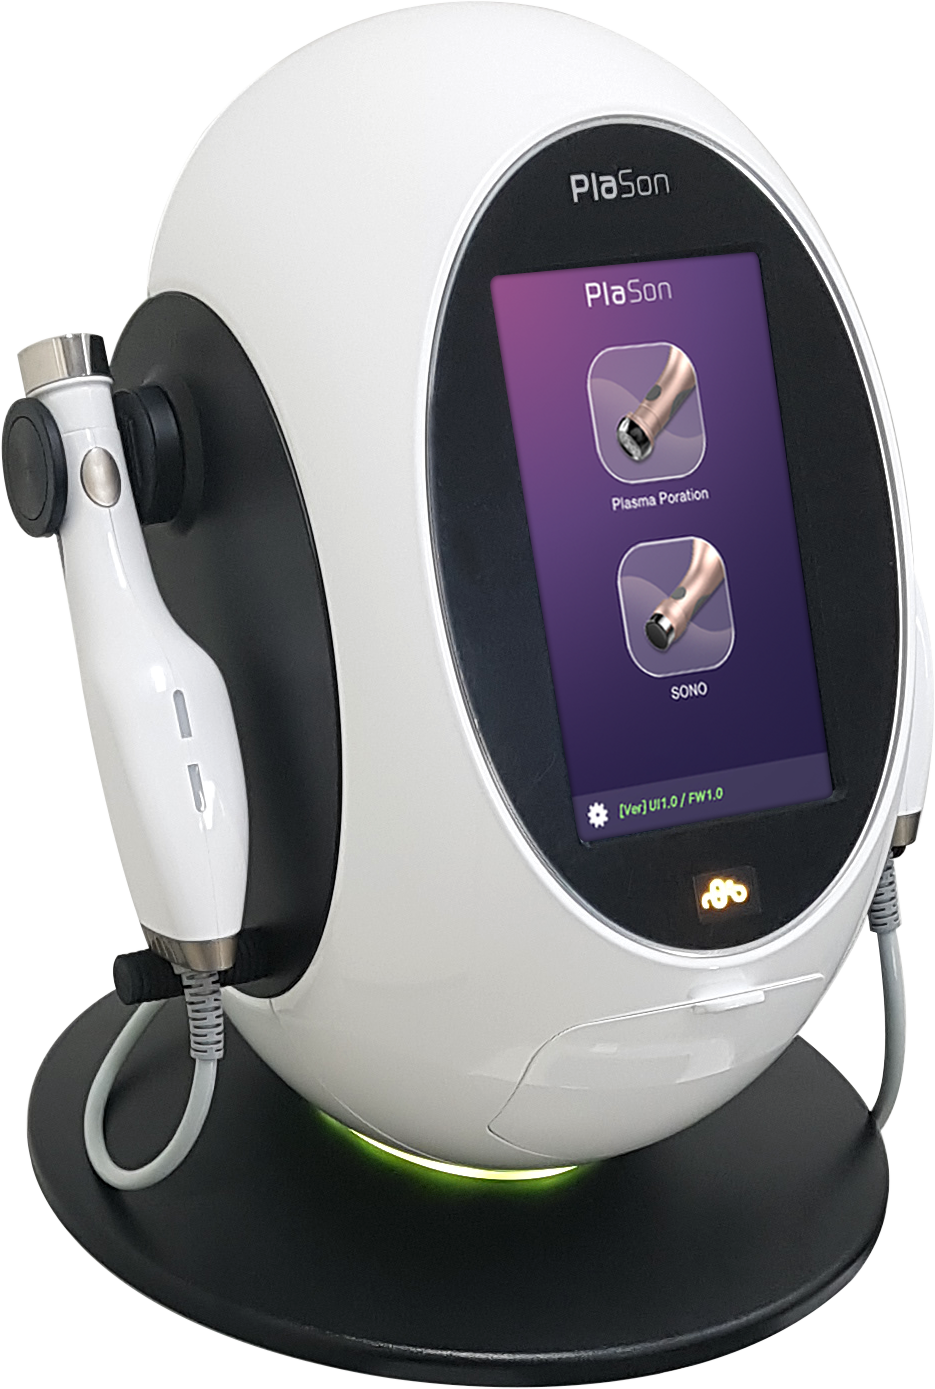 PlaSon
PlaSon
Plasma Poration
SONO
[Ver] UI1.0 / FW1.0